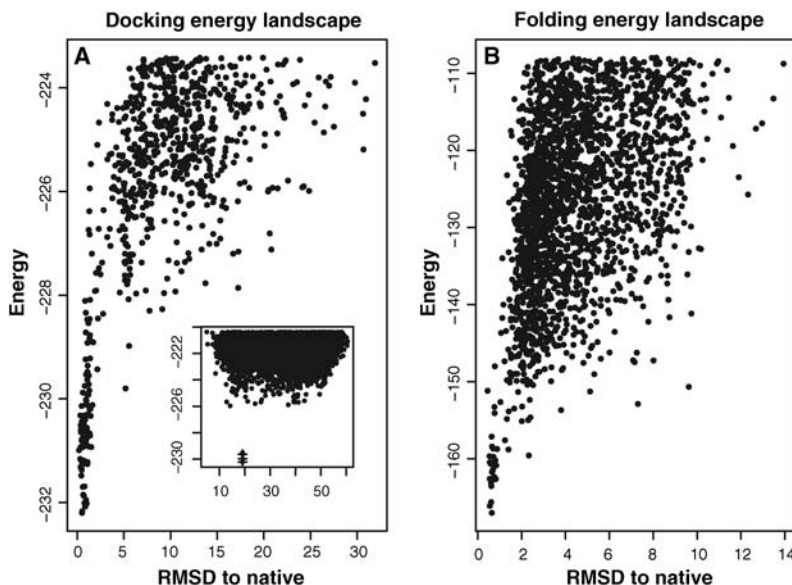 Docking energy landscape
A
Energy
-224
-226
-228
-230
-232
0 5 10 15 20 25 30
RMSD to native
-222
-226
-230
10 30 50
Folding energy landscape
B
Energy
-110
-120
-130
-140
-150
-160
0 2 4 6 8 10 12 14
RMSD to native